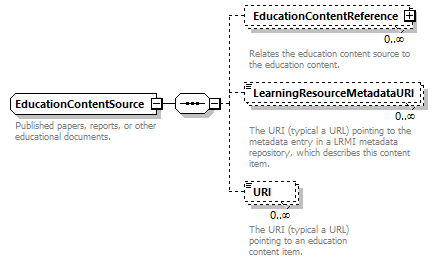 EducationContentReference
0..∞
Relates the education content source to
the education content.
EducationContentSource
Published papers, reports, or other
educational documents.
LearningResourceMetadataURI
0..∞
The URI (typical a URL) pointing to the
metadata entry in a LRMI metadata
repository, which describes this content
item.
URI
0..∞
The URI (typical a URL)
pointing to an education
content item.